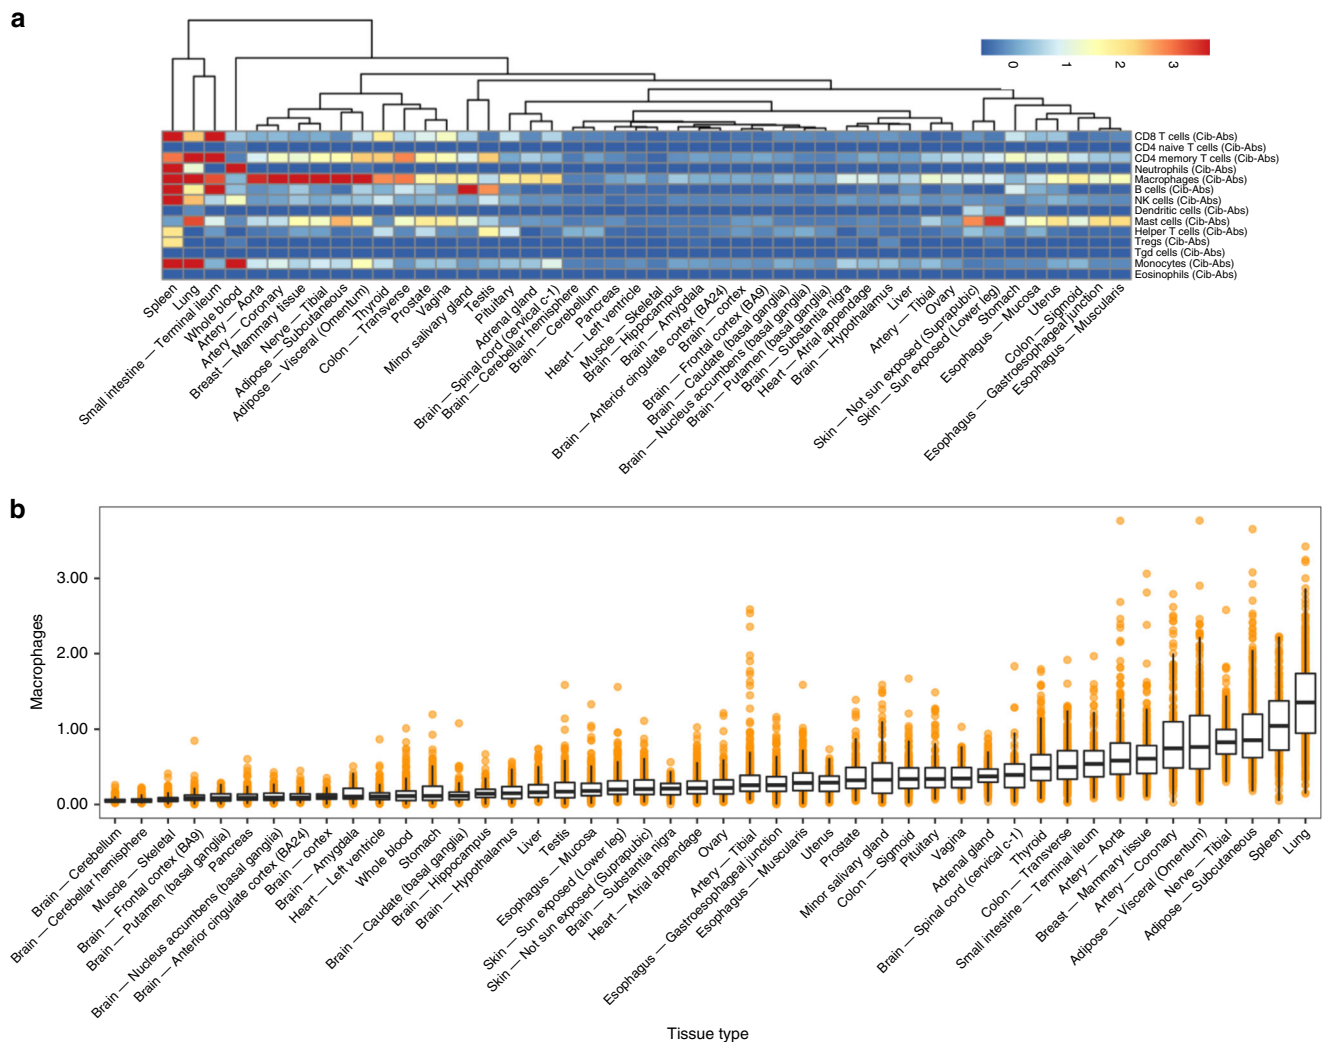 a
0
1
2
3
CD8 T cells (Cib-Abs)
CD4 naive T cells (Cib-Abs)
CD4 memory T cells (Cib-Abs)
Neutrophils (Cib-Abs)
Macrophages (Cib-Abs)
B cells (Cib-Abs)
NK cells (Cib-Abs)
Dendritic cells (Cib-Abs)
Mast cells (Cib-Abs)
Helper T cells (Cib-Abs)
Tregs (Cib-Abs)
Tgd cells (Cib-Abs)
Monocytes (Cib-Abs)
Eosinophils (Cib-Abs)
Spleen
Lung
Small intestine — Terminal ileum
Whole blood
Artery — Aorta
Artery — Coronary
Breast — Mammary tissue
Nerve — Tibial
Adipose — Subcutaneous
Adipose — Visceral (Omentum)
Thyroid
Colon — Transverse
Prostate
Vagina
Minor salivary gland
Testis
Pituitary
Adrenal gland
Brain — Spinal cord (cervical c-1)
Brain — Cerebellar hemisphere
Brain — Cerebellum
Pancreas
Heart — Left ventricle
Muscle — Skeletal
Brain — Hippocampus
Brain — Amygdala
Brain — Anterior cingulate cortex (BA24)
Brain — cortex
Brain — Frontal cortex (BA9)
Brain — Caudate (basal ganglia)
Brain — Nucleus accumbens (basal ganglia)
Brain — Putamen (basal ganglia)
Brain — Substantia nigra
Heart — Atrial appendage
Brain — Hypothalamus
Liver
Artery — Tibial
Ovary
Skin — Not sun exposed (Suprapubic)
Skin — Sun exposed (Lower leg)
Stomach
Esophagus — Mucosa
Uterus
Colon — Sigmoid
Esophagus — Gastroesophageal junction
Esophagus — Muscularis
b
Macrophages
3.00
2.00
1.00
0.00
Brain — Cerebellum
Brain — Cerebellar hemisphere
Muscle — Skeletal
Brain — Frontal cortex (BA9)
Brain — Putamen (basal ganglia)
Pancreas
Brain — Nucleus accumbens (basal ganglia)
Brain — Anterior cingulate cortex (BA24)
Brain — cortex
Brain — Amygdala
Heart — Left ventricle
Whole blood
Stomach
Brain — Caudate (basal ganglia)
Brain — Hippocampus
Brain — Hypothalamus
Liver
Testis
Esophagus — Mucosa
Skin — Sun exposed (Lower leg)
Skin — Not sun exposed (Suprapubic)
Brain — Substantia nigra
Heart — Atrial appendage
Ovary
Artery — Tibial
Esophagus — Gastroesophageal junction
Esophagus — Muscularis
Uterus
Prostate
Minor salivary gland
Colon — Sigmoid
Pituitary
Vagina
Adrenal gland
Brain — Spinal cord (cervical c-1)
Thyroid
Colon — Transverse
Small intestine — Terminal ileum
Artery — Aorta
Breast — Mammary tissue
Artery — Coronary
Adipose — Visceral (Omentum)
Nerve — Tibial
Adipose — Subcutaneous
Spleen
Lung
Tissue type